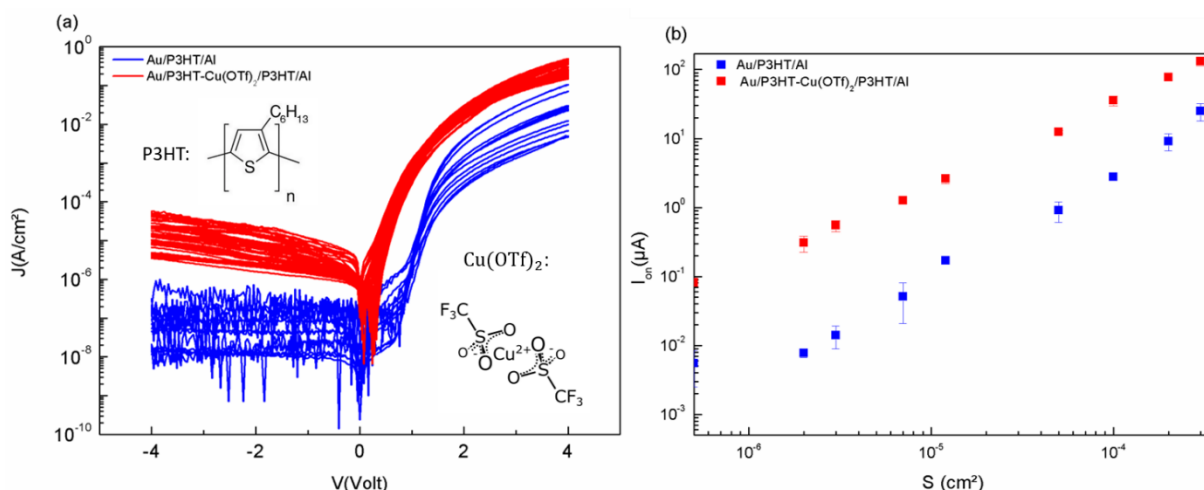 (a)
Au/P3HT/Al
Au/P3HT-Cu(OTf)₂/P3HT/Al
P3HT:
C₆H₁₃
S
n
Cu(OTf)₂:
F₃C
S
O
O
O
-
Cu²⁺
O
-
O
O
S
CF₃
10⁰
10⁻²
10⁻⁴
10⁻⁶
10⁻⁸
10⁻¹⁰
J(A/cm²)
-4
-2
0
2
4
V(Volt)
(b)
Au/P3HT/Al
Au/P3HT-Cu(OTf)₂/P3HT/Al
10²
10¹
10⁰
10⁻¹
10⁻²
10⁻³
Iₒₙ(µA)
10⁻⁶
10⁻⁵
10⁻⁴
S (cm²)